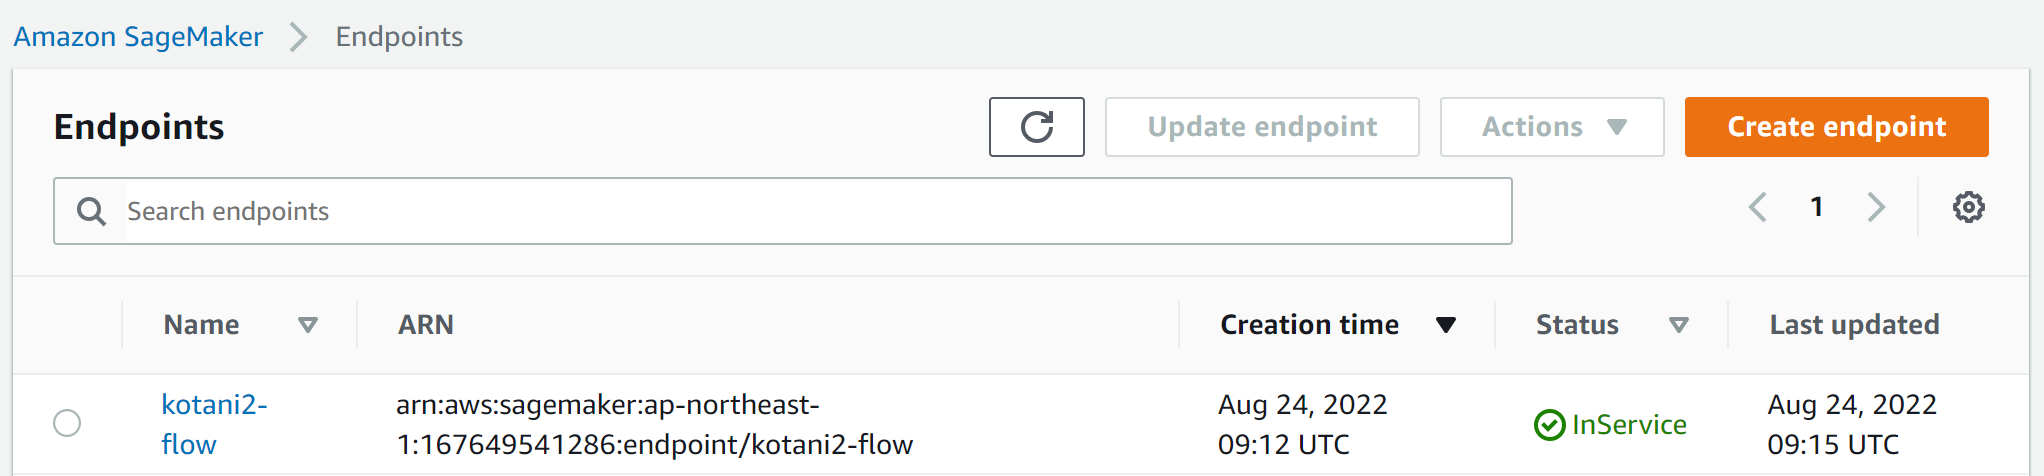 Amazon SageMaker > Endpoints
Endpoints
Update endpoint
Actions
Create endpoint
Search endpoints
1
Name
ARN
Creation time
Status
Last updated
kotani2-
flow
arn:aws:sagemaker:ap-northeast-
1:167649541286:endpoint/kotani2-flow
Aug 24, 2022
09:12 UTC
InService
Aug 24, 2022
09:15 UTC